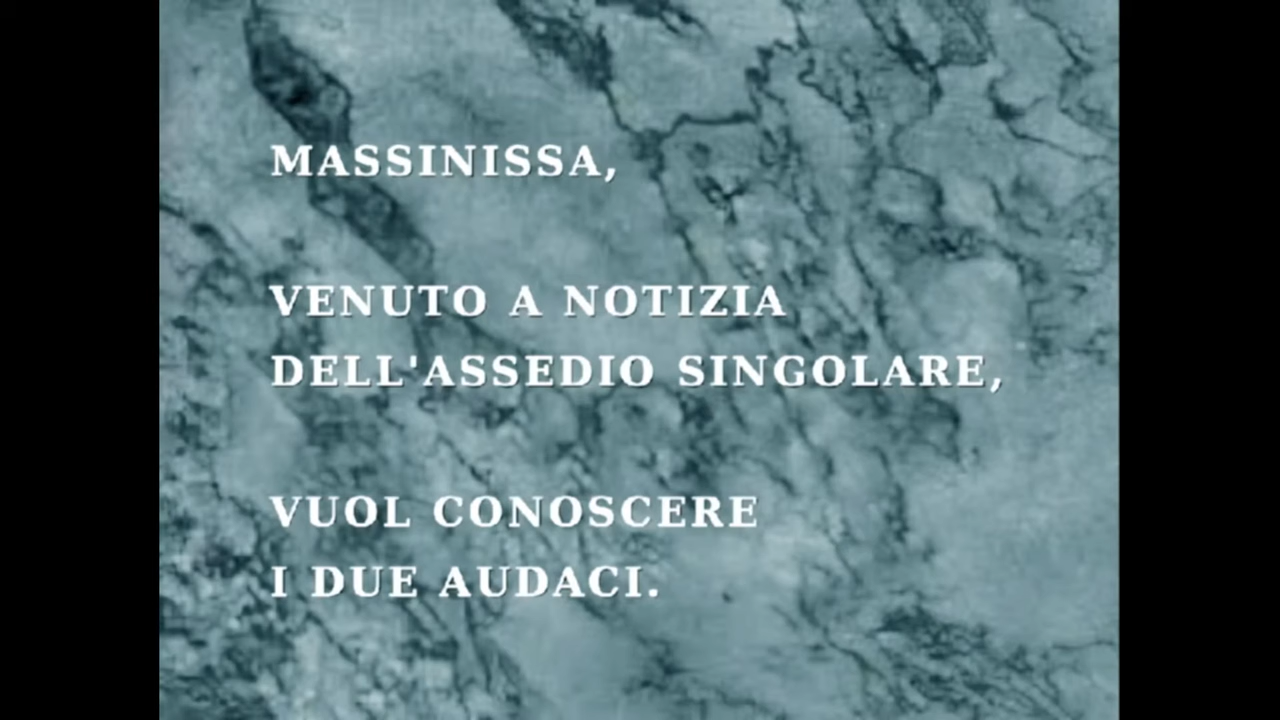 MASSINISSA,
VENUTO A NOTIZIA
DELL'ASSEDIO SINGOLARE,
VUOL CONOSCERE
I DUE AUDACI.